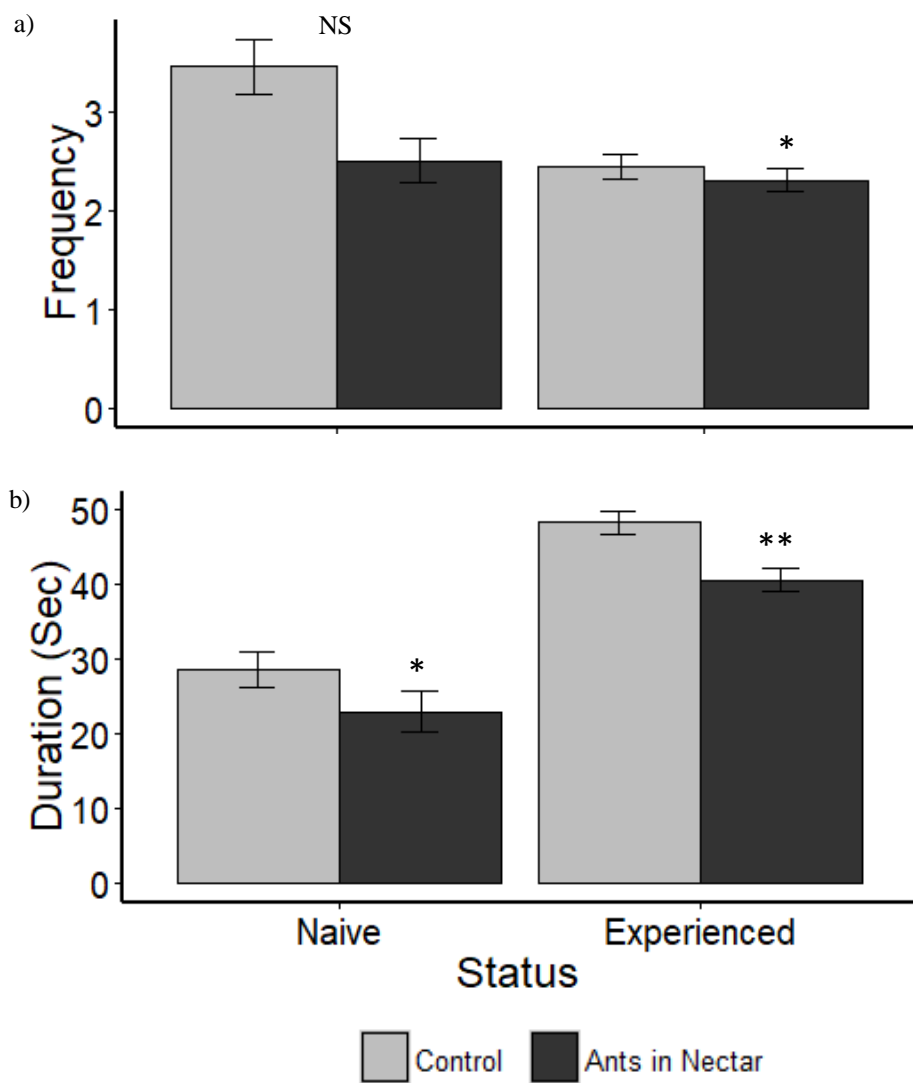 a)
NS
*
Frequency
3
2
1
0
b)
**
*
Duration (Sec)
50
40
30
20
10
0
Naive Experienced
Status
Control Ants in Nectar